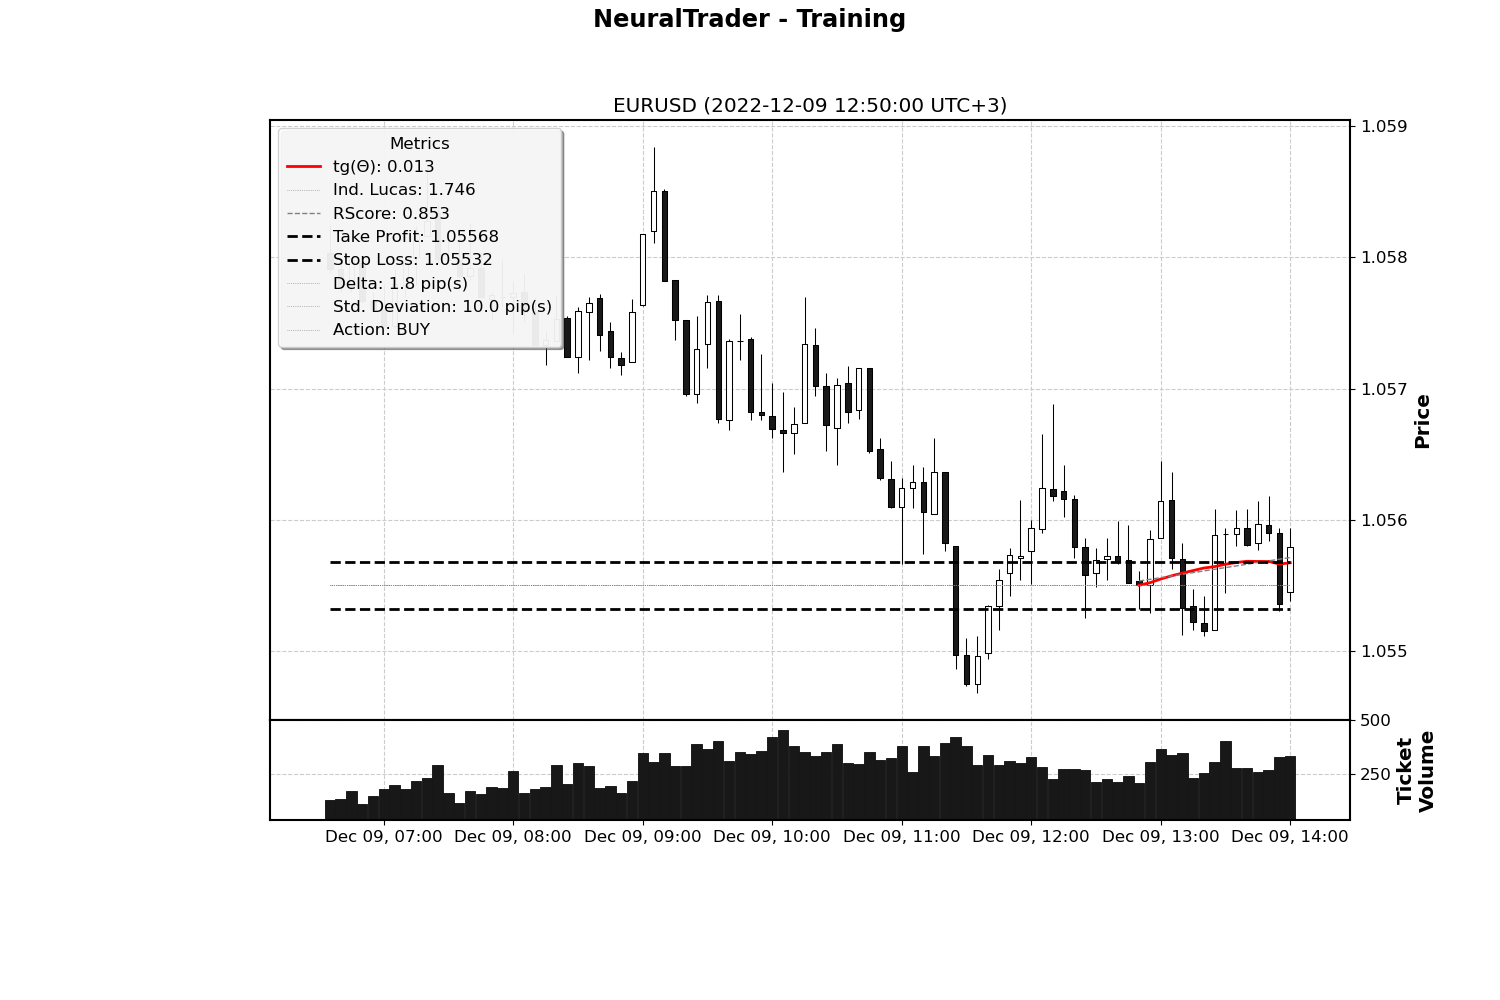 NeuralTrader - Training
EURUSD (2022-12-09 12:50:00 UTC+3)
Metrics
tg(Θ): 0.013
Ind. Lucas: 1.746
RScore: 0.853
Take Profit: 1.05568
Stop Loss: 1.05532
Delta: 1.8 pip(s)
Std. Deviation: 10.0 pip(s)
Action: BUY
1.059
1.058
1.057
1.056
1.055
Price
500
250
Ticket
Volume
Dec 09, 07:00
Dec 09, 08:00
Dec 09, 09:00
Dec 09, 10:00
Dec 09, 11:00
Dec 09, 12:00
Dec 09, 13:00
Dec 09, 14:00